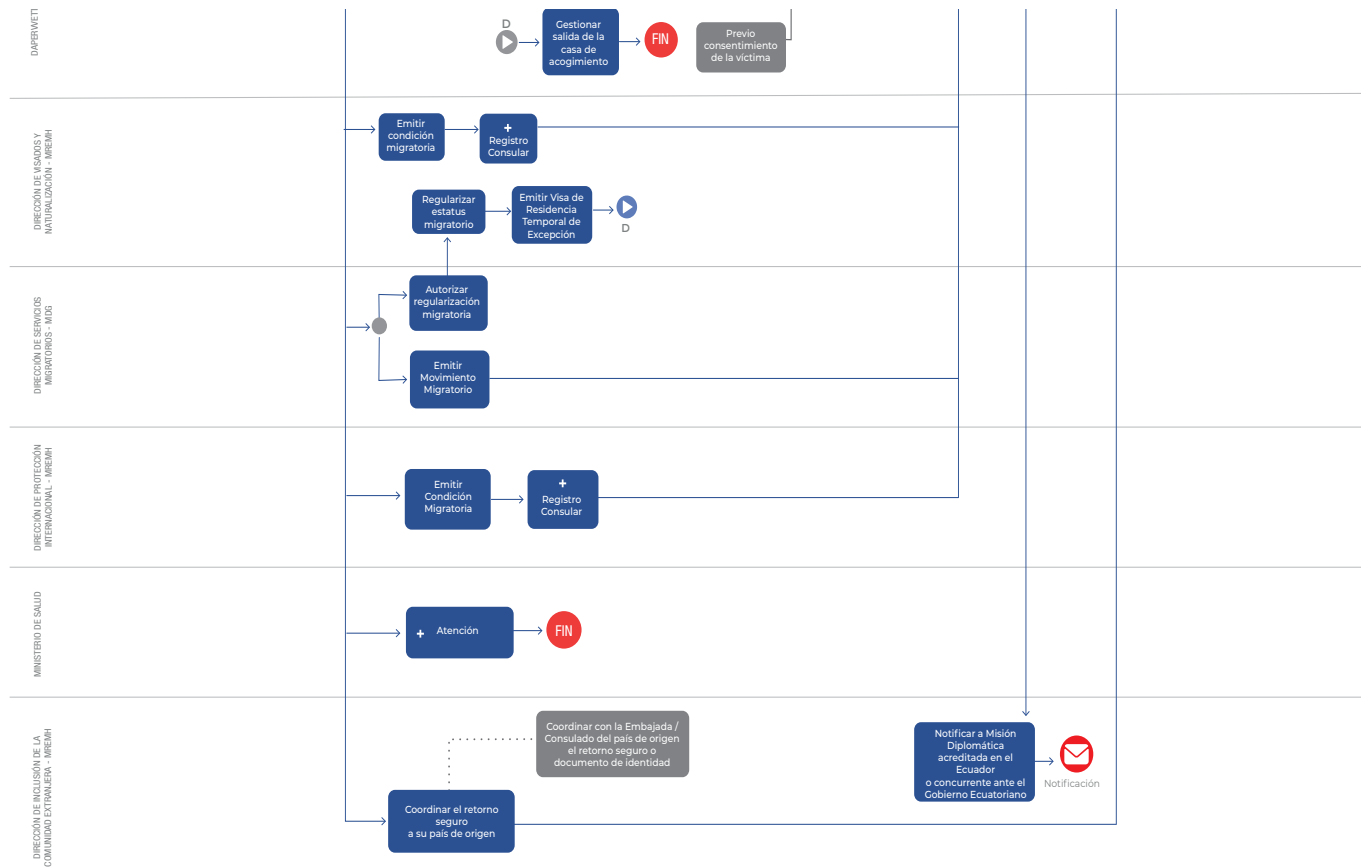 DAPERWETI
D
Gestionar
salida de la
casa de
acogimiento
FIN
Previo
consentimiento
de la víctima
DIRECCIÓN DE VISADOS Y
NATURALIZACIÓN - MREMH
Emitir
condición
migratoria
+
Registro
Consular
Regularizar
estatus
migratorio
Emitir Visa de
Residencia
Temporal de
Excepción
D
DIRECCIÓN DE SERVICIOS
MIGRATORIOS - MDG
Autorizar
regularización
migratoria
Emitir
Movimiento
Migratorio
DIRECCIÓN DE PROTECCIÓN
INTERNACIONAL - MREMH
Emitir
Condición
Migratoria
+
Registro
Consular
MINISTERIO DE SALUD
+ Atención
FIN
DIRECCIÓN DE INCLUSIÓN DE LA
COMUNIDAD EXTRANJERA - MREMH
Coordinar con la Embajada /
Consulado del país de origen
el retorno seguro o
documento de identidad
Coordinar el retorno
seguro
a su país de origen
Notificar a Misión
Diplomática
acreditada en el
Ecuador
o concurrente ante el
Gobierno Ecuatoriano
Notificación